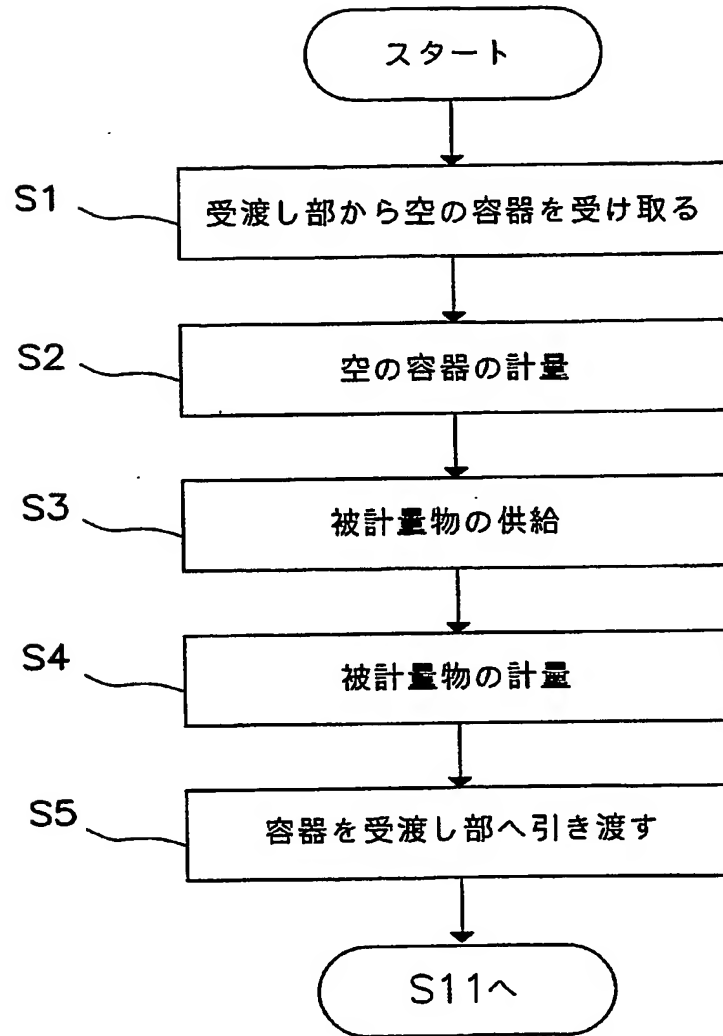 スタート
S1
受渡し部から空の容器を受け取る
S2
空の容器の計量
S3
被計量物の供給
S4
被計量物の計量
S5
容器を受渡し部へ引き渡す
S11へ